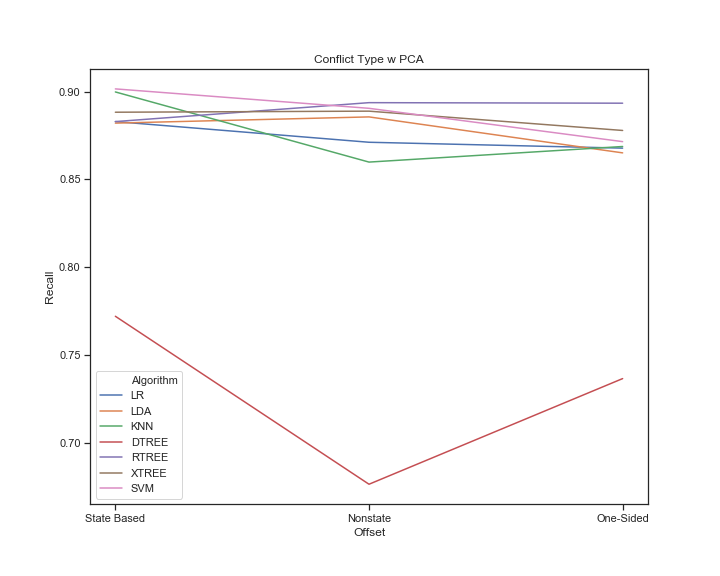 Conflict Type w PCA
0.90
0.85
0.80
0.75
0.70
Recall
Algorithm
LR
LDA
KNN
DTREE
RTREE
XTREE
SVM
State Based
Nonstate
One-Sided
Offset